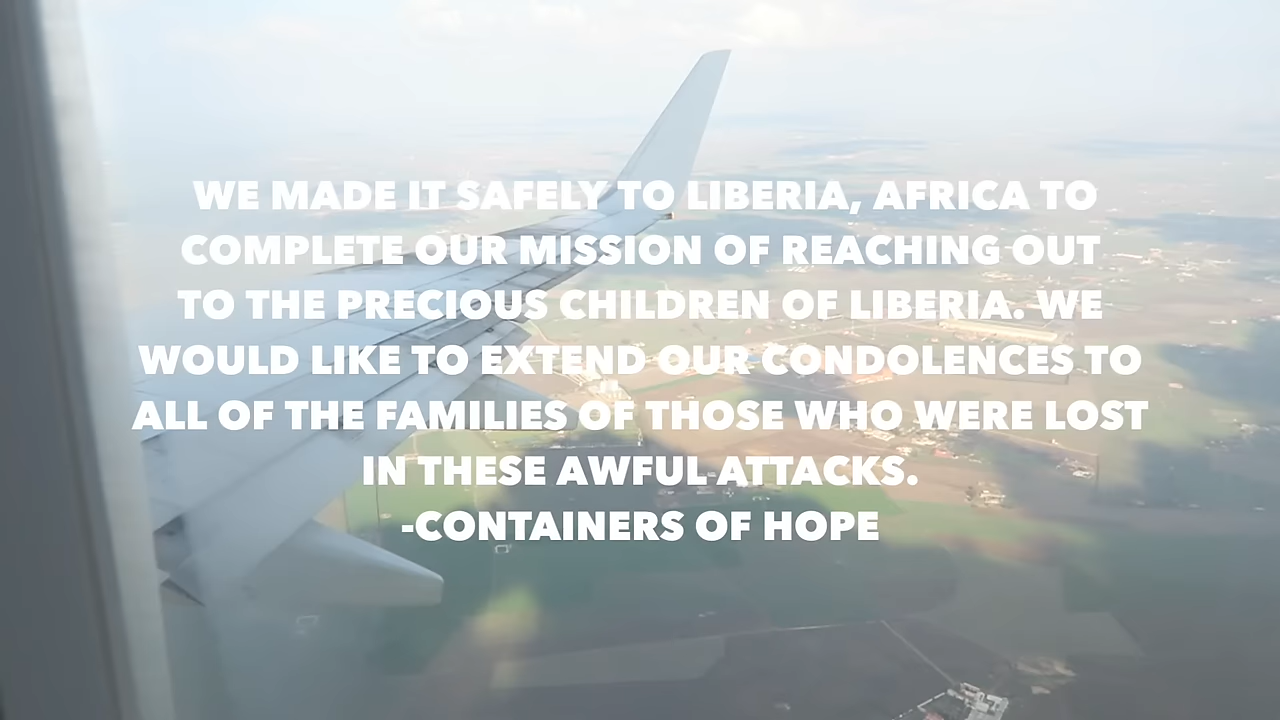 WE MADE IT SAFELY TO LIBERIA, AFRICA TO
COMPLETE OUR MISSION OF REACHING OUT
TO THE PRECIOUS CHILDREN OF LIBERIA. WE
WOULD LIKE TO EXTEND OUR CONDOLENCES TO
ALL OF THE FAMILIES OF THOSE WHO WERE LOST
IN THESE AWFUL ATTACKS.
-CONTAINERS OF HOPE